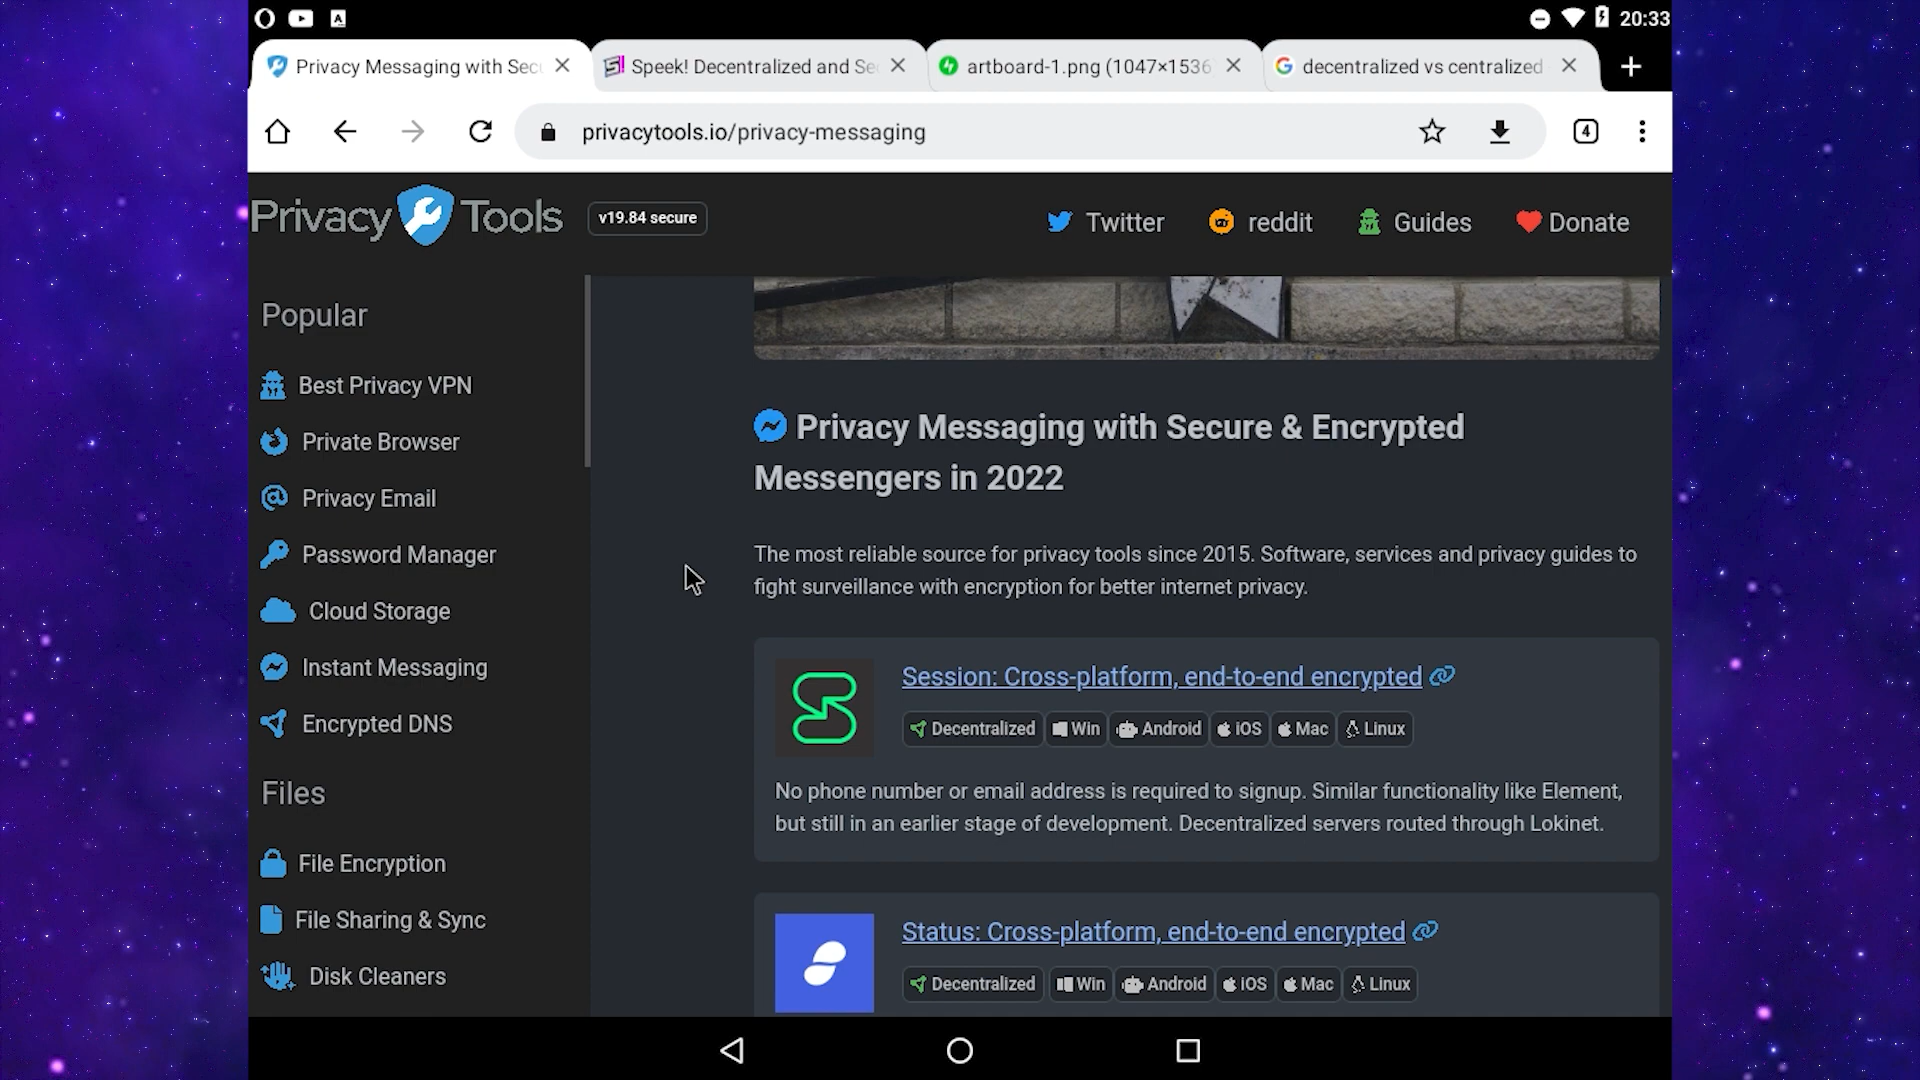 20:33
Privacy Messaging with Sec
Speek! Decentralized and Se
artboard-1.png (1047×1536
decentralized vs centralized
privacytools.io/privacy-messaging
4
Privacy Tools
v19.84 secure
Twitter
reddit
Guides
Donate
Popular
Best Privacy VPN
Private Browser
Privacy Email
Password Manager
Cloud Storage
Instant Messaging
Encrypted DNS
Files
File Encryption
File Sharing & Sync
Disk Cleaners
Privacy Messaging with Secure & Encrypted
Messengers in 2022
The most reliable source for privacy tools since 2015. Software, services and privacy guides to
fight surveillance with encryption for better internet privacy.
Session: Cross-platform, end-to-end encrypted
Decentralized Win Android iOS Mac Linux
No phone number or email address is required to signup. Similar functionality like Element,
but still in an earlier stage of development. Decentralized servers routed through Lokinet.
Status: Cross-platform, end-to-end encrypted
Decentralized Win Android iOS Mac Linux